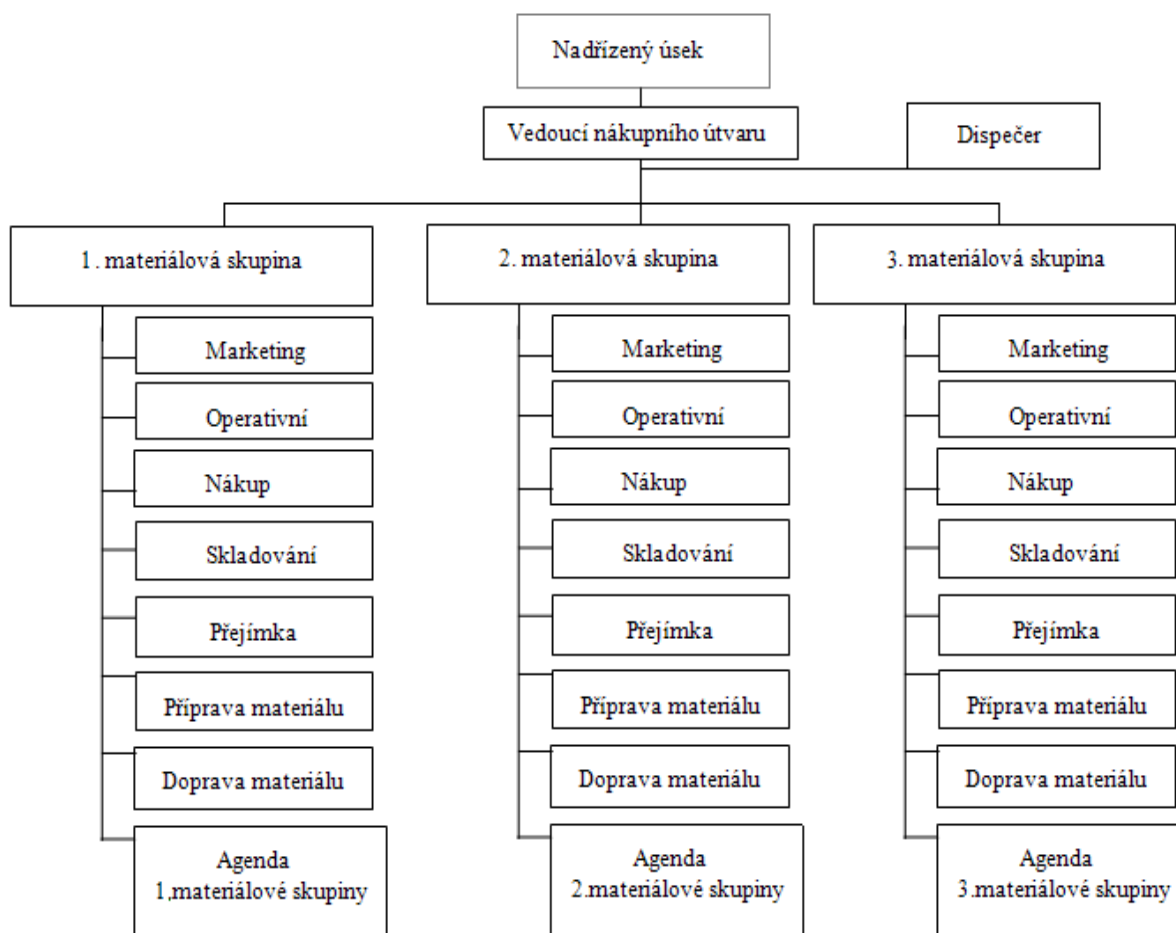 Nadřízený úsek
Vedoucí nákupního útvaru
Dispečer
1. materiálová skupina
2. materiálová skupina
3. materiálová skupina
Marketing
Operativní
Nákup
Skladování
Přejímka
Příprava materiálu
Doprava materiálu
Agenda
1,materiálové skupiny
Marketing
Operativní
Nákup
Skladování
Přejímka
Příprava materiálu
Doprava materiálu
Agenda
2.materiálové skupiny
Marketing
Operativní
Nákup
Skladování
Přejímka
Příprava materiálu
Doprava materiálu
Agenda
3.materiálové skupiny